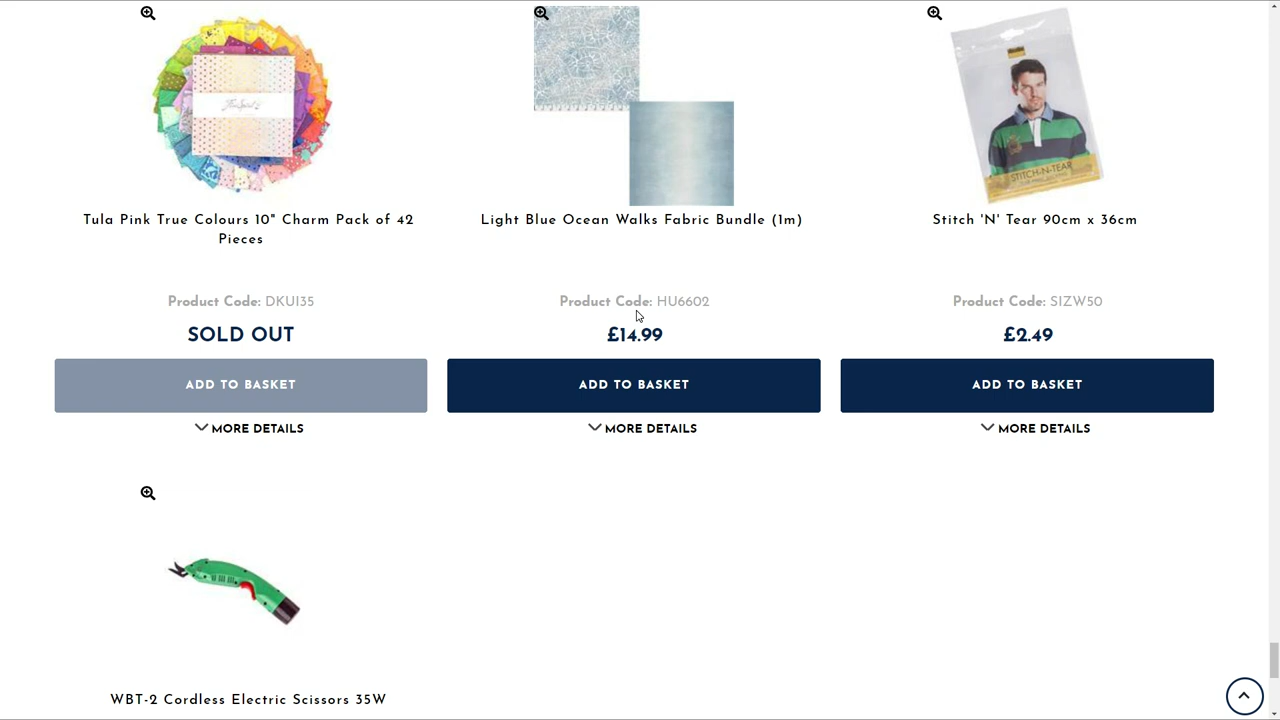 STITCH-N-TEAR
Tula Pink True Colours 10" Charm Pack of 42
Pieces
Light Blue Ocean Walks Fabric Bundle (1m)
Stitch 'N' Tear 90cm x 36cm
Product Code: DKUI35
Product Code: HU6602
Product Code: SIZW50
SOLD OUT
£14.99
£2.49
ADD TO BASKET
ADD TO BASKET
ADD TO BASKET
MORE DETAILS
MORE DETAILS
MORE DETAILS
WBT-2 Cordless Electric Scissors 35W